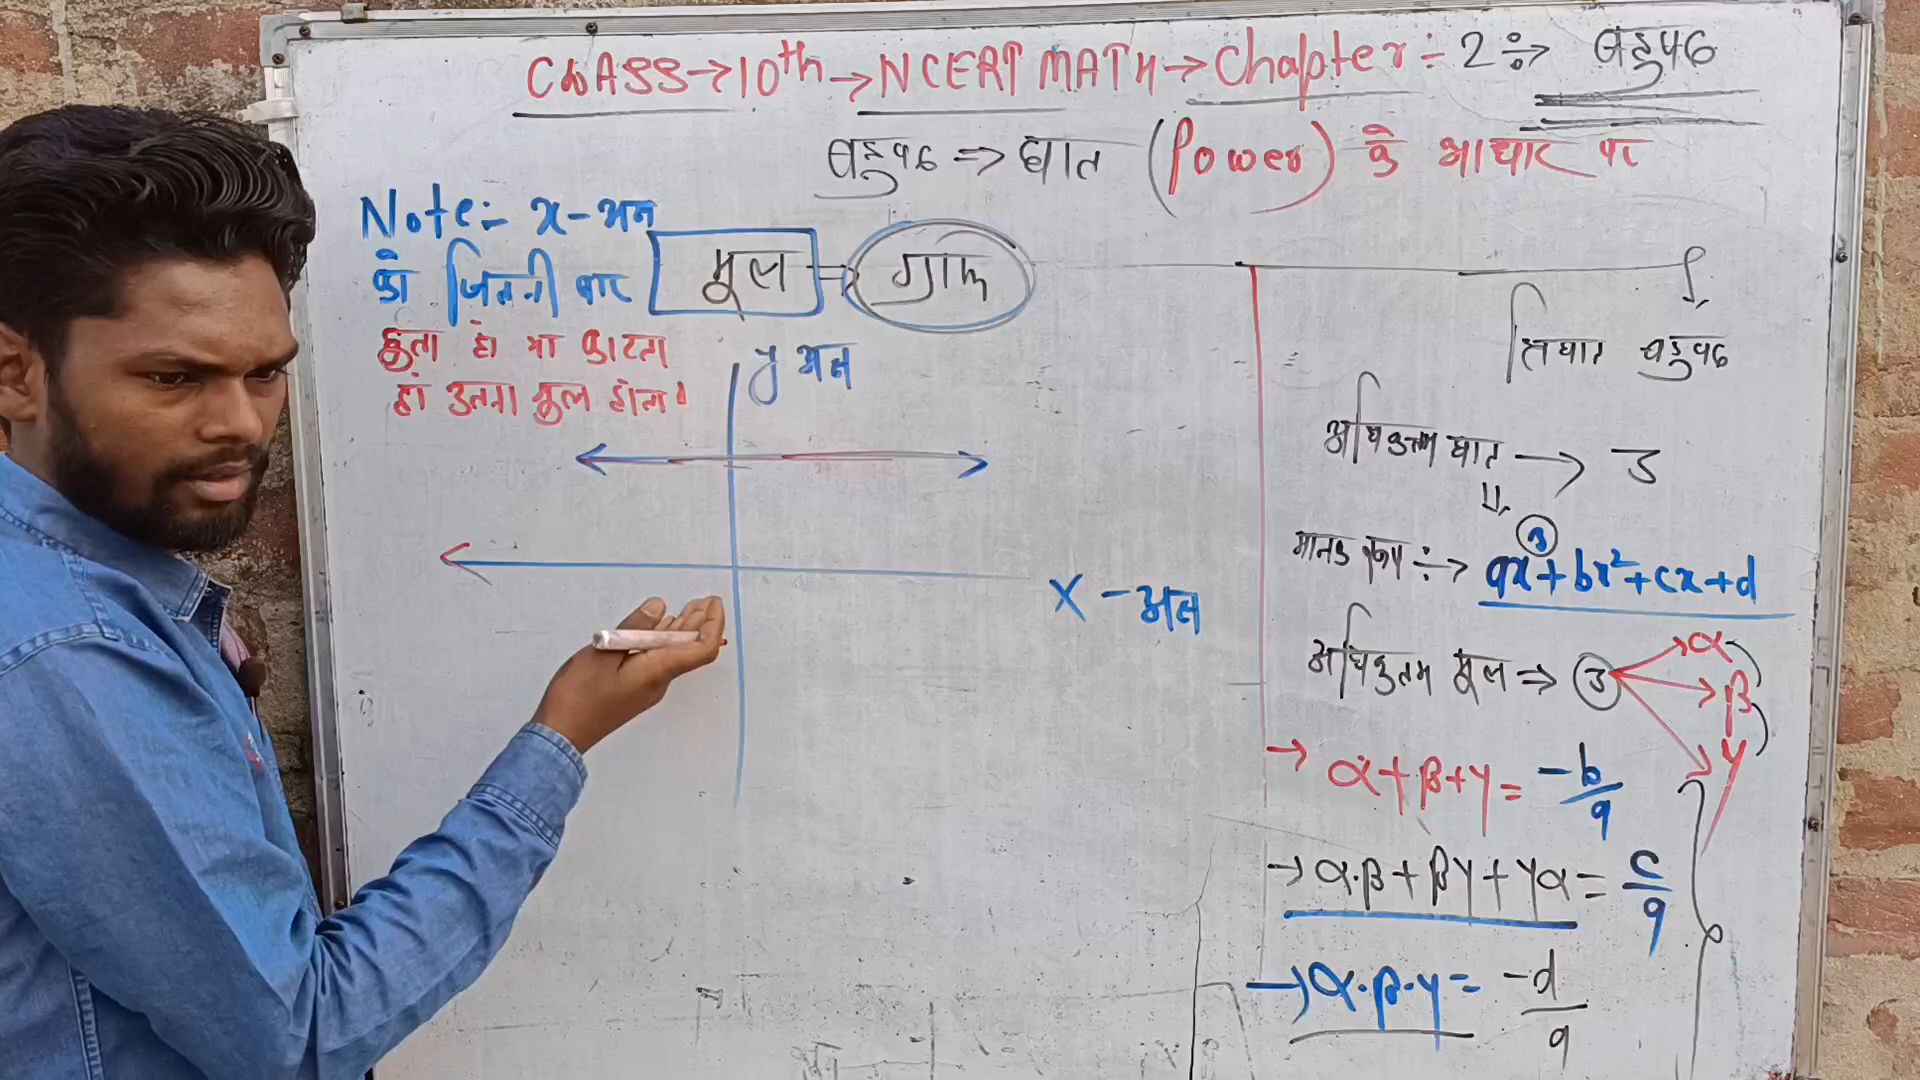 CLASS→10th→NCERT MATH→Chapter÷2÷→ बहुपद
बहुपद ⇒ घात (Power) के आधार पर
Note:- x-अक्ष
को जितनी बार
छुता हो या काटता
हो उतना मूल होगा
मूल ⇒ ग्राफ
y अक्ष
X-अक्ष
त्रिघात बहुपद
अधिकतम घात → 3
मानक रूप ÷→ ax³+bx²+cx+d
अधिकतम मूल ⇒ 3
α
β
γ
→ α+β+γ = -b/a
→ α.β+βγ+γα = c/a
→ α.β.γ = -d/a